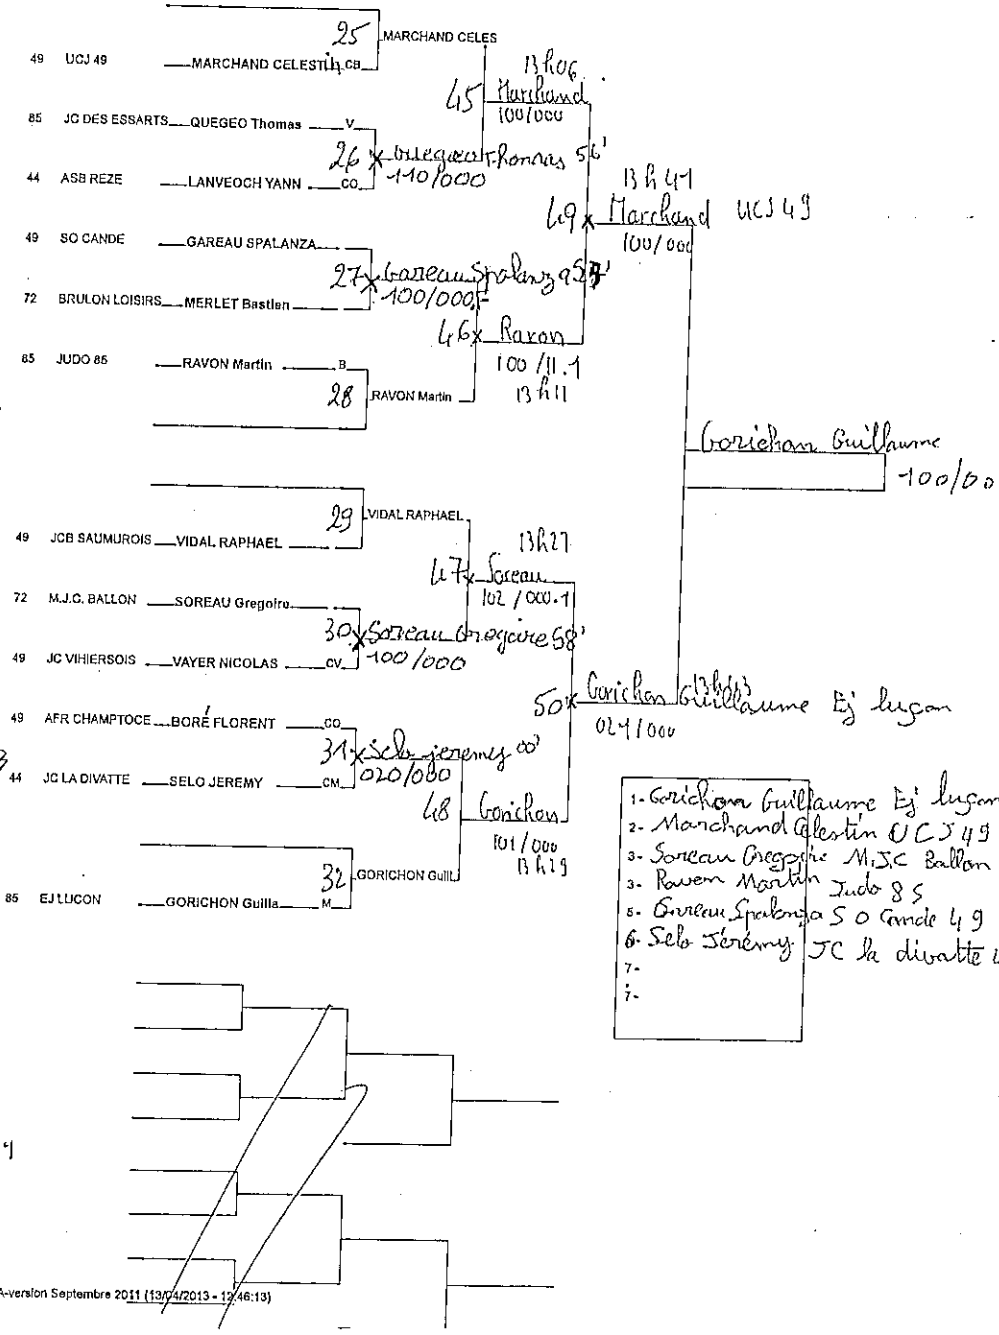 25 MARCHAND CELES
49 UCJ 49 MARCHAND CELESTIN CB
13h06
45 Marchand
100/000
85 JC DES ESSARTS QUEGEO Thomas V
26 x Quegeo Thomas 56'
110/000
44 ASB REZE LANVEOCH YANN CO
13h41
49 x Marchand UCJ 49
100/000
49 SO CANDE GAREAU SPALANZA
27 x Gareau Spalanza
100/000
72 BRULON LOISIRS MERLET Bastien
46 x Ravon
100/11.1
13h11
85 JUDO 85 RAVON Martin B
28 RAVON Martin
Gorichon Guillaume
100/00
29 VIDAL RAPHAEL
49 JCB SAUMUROIS VIDAL RAPHAEL
13h27
47 x Soreau
102/000.1
72 M.J.C. BALLON SOREAU Gregoire
30 x Soreau Gregoire 58'
100/000
49 JC VIHIERSOIS VAYER NICOLAS CV
50 x Gorichon Guillaume Ej luçon
021/000
49 AFR CHAMPTOCE BORÉ FLORENT CO
31 x Selo jeremy 00'
020/000
44 JC LA DIVATTE SELO JEREMY CM
48 Gorichon
101/000
13h29
32 GORICHON Guill
85 EJ LUCON GORICHON Guilla M
1- Gorichon Guillaume Ej luçon
2- Marchand Celestin UCJ 49
3- Soreau Gregoire MJC Ballon
3- Raven Martin Judo 85
5- Gareau Spalanza SO Cande 49
6- Selo Jérémy JC la divatte
7-
7-
A-version Septembre 2011 (13/04/2013 - 12:46:13)